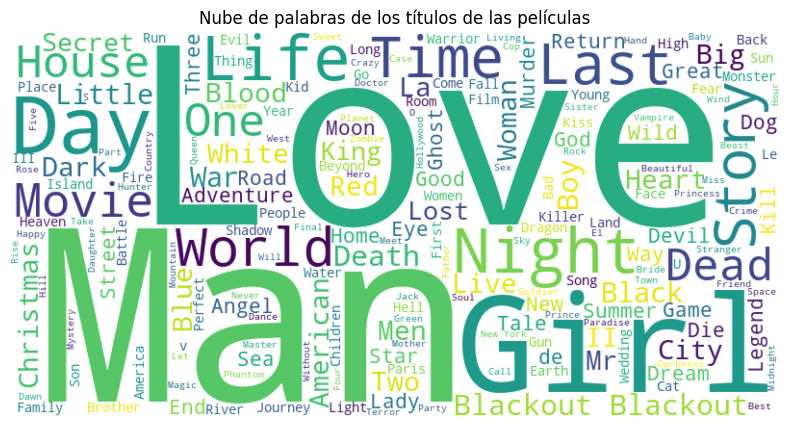 Nube de palabras de los títulos de las películas
House Secret Run Evil Life Three Thing Time Long Warrior Living Cop Return Hand Baby Back
Sweet Crazy Case Go Come Fall Last High Big Sun
Place Little Blood Kid Doctor La Room Film Young Great Monster
Day Lover One Year Planet Moon Zombie O Ghost Woman Murder Sister Kiss Fear Wind Hour
Five Is Part III Dark Queen West King Hollywood God Rock Vampire Wild Story Dog Beast Le
Rose Island Fire Country Hunter White War Road Beyond Hero Good Women Sex Boy Bad Heart Beautiful Face Miss Princess Kill
Movie Adventure Red Lost Killer Crime
Love
Happy Take Heaven Shadow People Eye First Land El Dragon Devil Stranger
Rise Street Battle Daughter World Final Home Meet Death Night Sky Way Dead
Man Girl
Hill Christmas Mountain Will Water Father Live Bride Town U Friend Space
Blue Perfect Never Angel Jack Hell Soul Song New Black Summer Game Legend
Mystery Son America V Dance American Without Children Men Green Mother Soldier Prince Tale Gun II Die Paradise City
Let Master Sea Star Paris New York de Wedding Mr Darkness
Dawn Magic Phantom Four Two Call Earth Dream Cat Midnight
Family Brother End River Journey Light Terror Lady Party Blackout Blackout Best